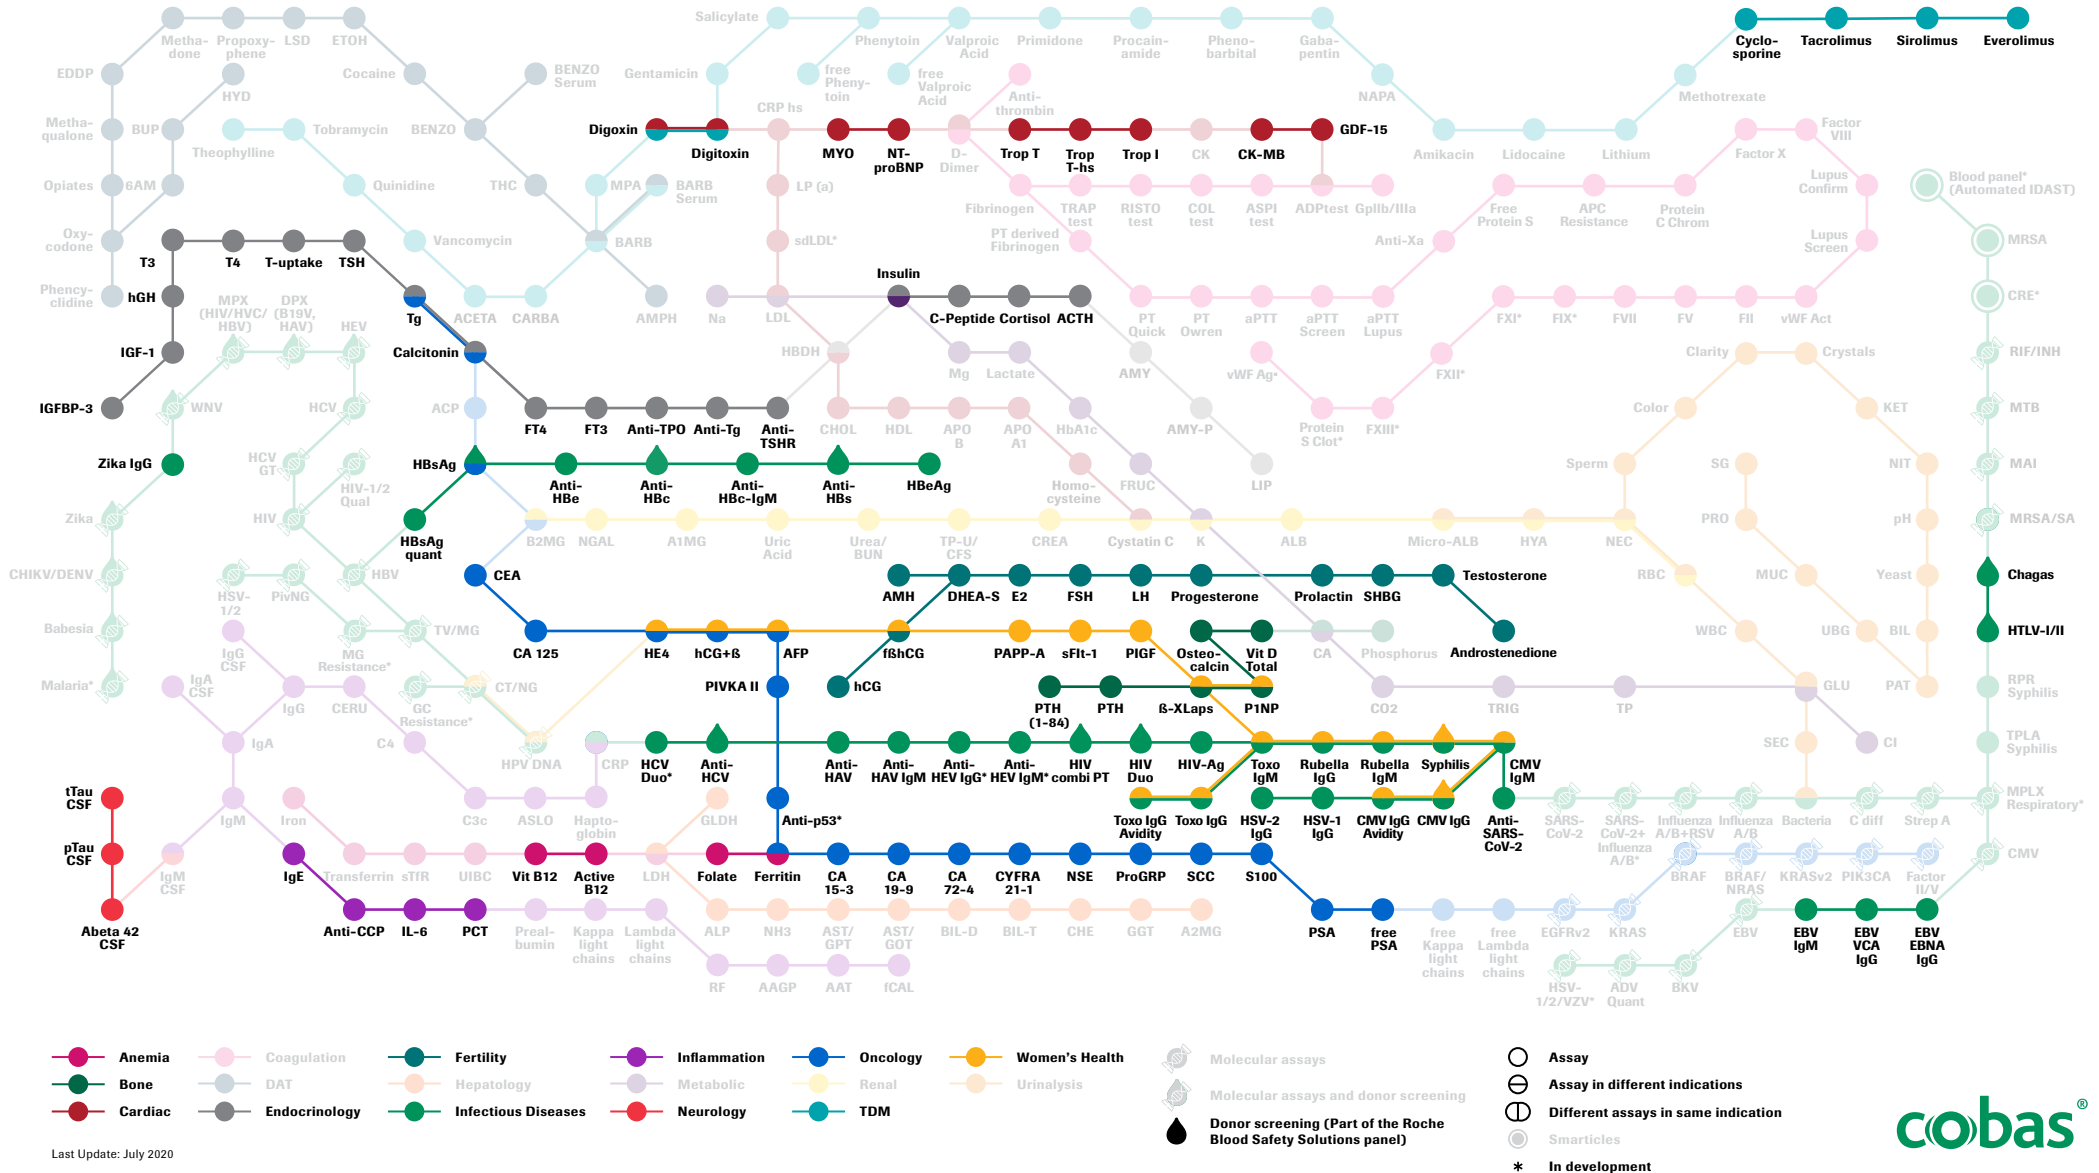 Salicylate
Metha-
done
Propoxy-
phene
LSD
ETOH
Phenytoin
Valproic
Acid
Primidone
Procain-
amide
Pheno-
barbital
Gaba-
pentin
Cyclo-
sporine
Tacrolimus
Sirolimus
Everolimus
EDDP
HYD
Cocaine
BENZO
Serum
Gentamicin
free
Pheny-
toin
free
Valproic
Acid
Anti-
thrombin
NAPA
Methotrexate
CRP hs
Metha-
qualone
BUP
Theophylline
Tobramycin
BENZO
Digoxin
Digitoxin
MYO
NT-
proBNP
D-
Dimer
Trop T
Trop
T-hs
Trop I
CK
CK-MB
GDF-15
Amikacin
Lidocaine
Lithium
Factor X
Factor
VIII
Opiates
6AM
Quinidine
THC
MPA
BARB
Serum
LP (a)
Fibrinogen
TRAP
test
RISTO
test
COL
test
ASPI
test
ADPtest
GpIIb/IIIa
Free
Protein S
APC
Resistance
Protein
C Chrom
Lupus
Confirm
Blood panel*
(Automated IDAST)
Oxy-
codone
T3
T4
T-uptake
TSH
Vancomycin
BARB
sdLDL*
PT derived
Fibrinogen
Anti-Xa
Lupus
Screen
MRSA
Phency-
clidine
hGH
MPX
(HIV/HVC/
HBV)
DPX
(B19V,
HAV)
HEV
Tg
ACETA
CARBA
AMPH
Na
LDL
Insulin
C-Peptide
Cortisol
ACTH
PT
Quick
PT
Owren
aPTT
aPTT
Screen
aPTT
Lupus
FXI*
FIX*
FVII
FV
FII
vWF Act
CRE*
IGF-1
Calcitonin
HBDH
Mg
Lactate
AMY
vWF Ag*
FXII*
Clarity
Crystals
RIF/INH
IGFBP-3
WNV
HCV
ACP
FT4
FT3
Anti-TPO
Anti-Tg
Anti-
TSHR
CHOL
HDL
APO
B
APO
A1
HbA1c
AMY-P
Protein
S Clot*
FXIII*
Color
KET
MTB
Zika IgG
HCV
GT
HIV-1/2
Qual
HBsAg
Anti-
HBe
Anti-
HBc
Anti-
HBc-IgM
Anti-
HBs
HBeAg
Homo-
cysteine
FRUC
LIP
Sperm
SG
NIT
MAI
Zika
HIV
HBsAg
quant
B2MG
NGAL
A1MG
Uric
Acid
Urea/
BUN
TP-U/
CFS
CREA
Cystatin C
K
ALB
Micro-ALB
HYA
NEC
PRO
pH
MRSA/SA
CHIKV/DENV
HSV-
1/2
PivNG
HBV
CEA
AMH
DHEA-S
E2
FSH
LH
Progesterone
Prolactin
SHBG
Testosterone
RBC
MUC
Yeast
Chagas
Babesia
IgG
CSF
MG
Resistance*
TV/MG
CA 125
HE4
hCG+ß
AFP
fßhCG
PAPP-A
sFlt-1
PIGF
Osteo-
calcin
Vit D
Total
CA
Phosphorus
Androstenedione
WBC
UBG
BIL
HTLV-I/II
Malaria*
IgA
CSF
IgG
CERU
GC
Resistance*
CT/NG
PIVKA II
hCG
PTH
(1-84)
PTH
ß-XLaps
P1NP
CO2
TRIG
TP
GLU
PAT
RPR
Syphilis
IgA
C4
HPV DNA
CRP
HCV
Duo*
Anti-
HCV
Anti-
HAV
Anti-
HAV IgM
Anti-
HEV IgG*
Anti-
HEV IgM*
HIV
combi PT
HIV
Duo
HIV-Ag
Toxo
IgM
Rubella
IgG
Rubella
IgM
Syphilis
CMV
IgM
SEC
CI
TPLA
Syphilis
tTau
CSF
IgM
Iron
C3c
ASLO
Hapto-
globin
GLDH
Anti-p53*
Toxo IgG
Avidity
Toxo IgG
HSV-2
IgG
HSV-1
IgG
CMV IgG
Avidity
CMV IgG
Anti-
SARS-
CoV-2
SARS-
CoV-2
SARS-
CoV-2+
Influenza
A/B*
Influenza
A/B+RSV
Influenza
A/B
Bacteria
C diff
Strep A
MPLX
Respiratory*
pTau
CSF
IgM
CSF
IgE
Transferrin
sTfR
UIBC
Vit B12
Active
B12
LDH
Folate
Ferritin
CA
15-3
CA
19-9
CA
72-4
CYFRA
21-1
NSE
ProGRP
SCC
S100
BRAF
BRAF/
NRAS
KRASv2
PIK3CA
Factor
II/V
CMV
Abeta 42
CSF
Anti-CCP
IL-6
PCT
Preal-
bumin
Kappa
light
chains
Lambda
light
chains
ALP
NH3
AST/
GPT
AST/
GOT
BIL-D
BIL-T
CHE
GGT
A2MG
PSA
free
PSA
free
Kappa
light
chains
free
Lambda
light
chains
EGFRv2
KRAS
EBV
EBV
IgM
EBV
VCA
IgG
EBV
EBNA
IgG
RF
AAGP
AAT
fCAL
HSV-
1/2/VZV*
ADV
Quant
BKV
Anemia
Coagulation
Fertility
Inflammation
Oncology
Women's Health
Molecular assays
Assay
Bone
DAT
Hepatology
Metabolic
Renal
Urinalysis
Molecular assays and donor screening
Assay in different indications
Cardiac
Endocrinology
Infectious Diseases
Neurology
TDM
Donor screening (Part of the Roche
Blood Safety Solutions panel)
Different assays in same indication
Smarticles
* In development
cobas®
Last Update: July 2020